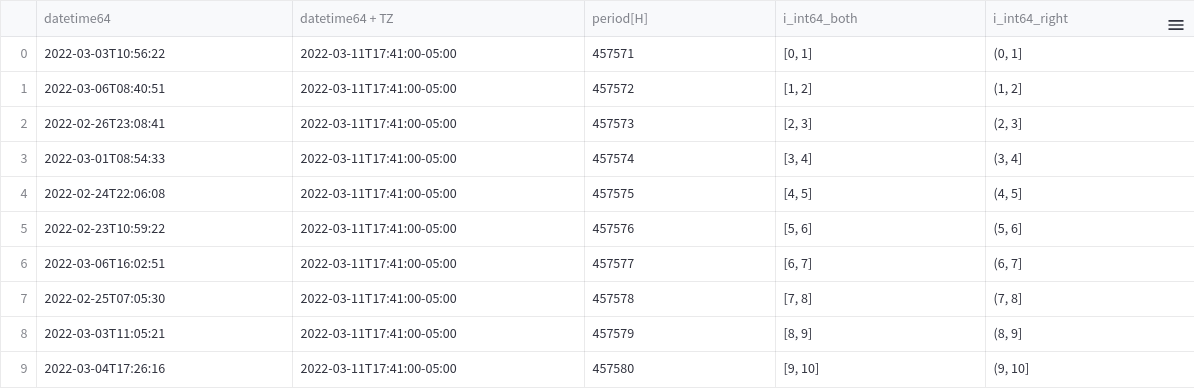 datetime64 datetime64 + TZ period[H] i_int64_both i_int64_right
0 2022-03-03T10:56:22 2022-03-11T17:41:00-05:00 457571 [0, 1] (0, 1]
1 2022-03-06T08:40:51 2022-03-11T17:41:00-05:00 457572 [1, 2] (1, 2]
2 2022-02-26T23:08:41 2022-03-11T17:41:00-05:00 457573 [2, 3] (2, 3]
3 2022-03-01T08:54:33 2022-03-11T17:41:00-05:00 457574 [3, 4] (3, 4]
4 2022-02-24T22:06:08 2022-03-11T17:41:00-05:00 457575 [4, 5] (4, 5]
5 2022-02-23T10:59:22 2022-03-11T17:41:00-05:00 457576 [5, 6] (5, 6]
6 2022-03-06T16:02:51 2022-03-11T17:41:00-05:00 457577 [6, 7] (6, 7]
7 2022-02-25T07:05:30 2022-03-11T17:41:00-05:00 457578 [7, 8] (7, 8]
8 2022-03-03T11:05:21 2022-03-11T17:41:00-05:00 457579 [8, 9] (8, 9]
9 2022-03-04T17:26:16 2022-03-11T17:41:00-05:00 457580 [9, 10] (9, 10]